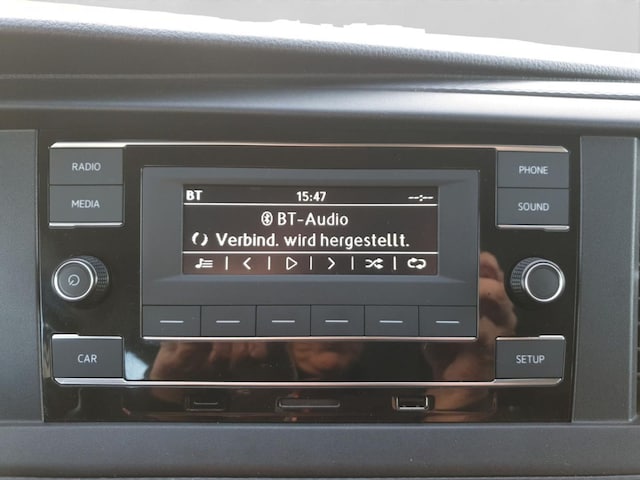 RADIO
MEDIA
CAR
BT 15:47 --:--
BT-Audio
Verbind. wird hergestellt.
PHONE
SOUND
SETUP